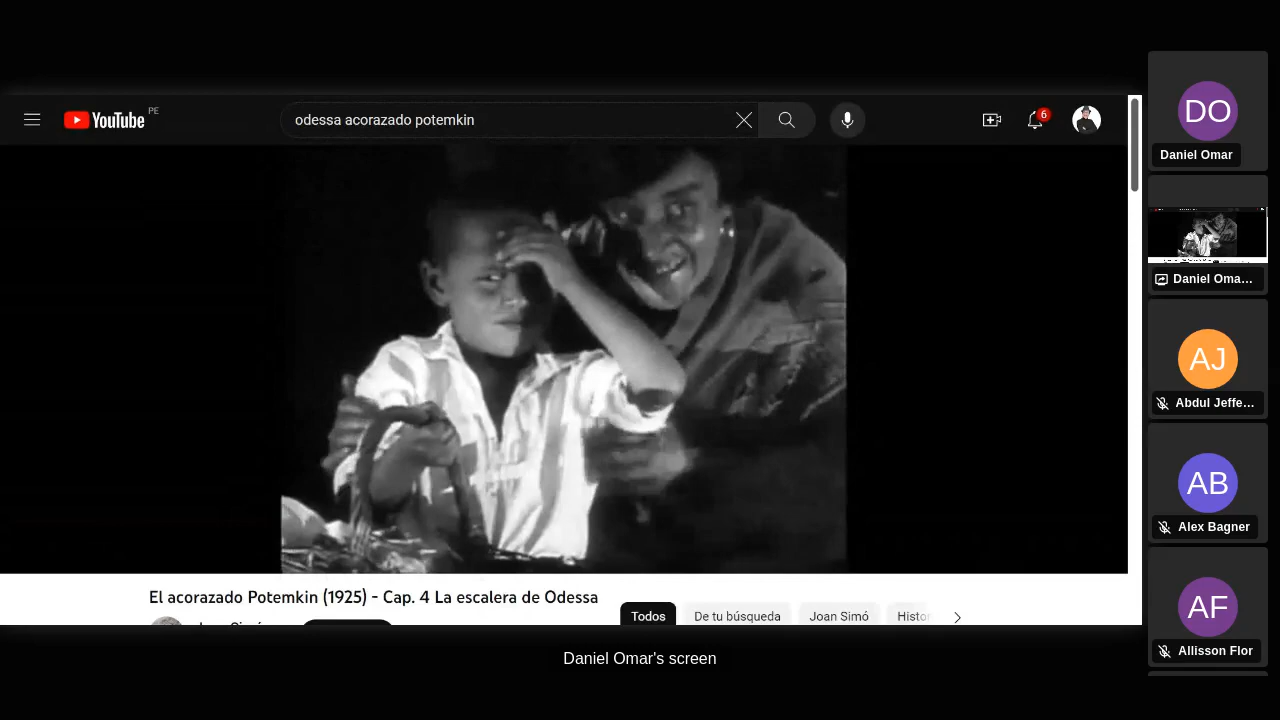 YouTube PE
odessa acorazado potemkin
6
El acorazado Potemkin (1925) - Cap. 4 La escalera de Odessa
Todos
De tu búsqueda
Joan Simó
Daniel Omar's screen
DO
Daniel Omar
Daniel Oma...
AJ
Abdul Jeffe...
AB
Alex Bagner
AF
Allisson Flor